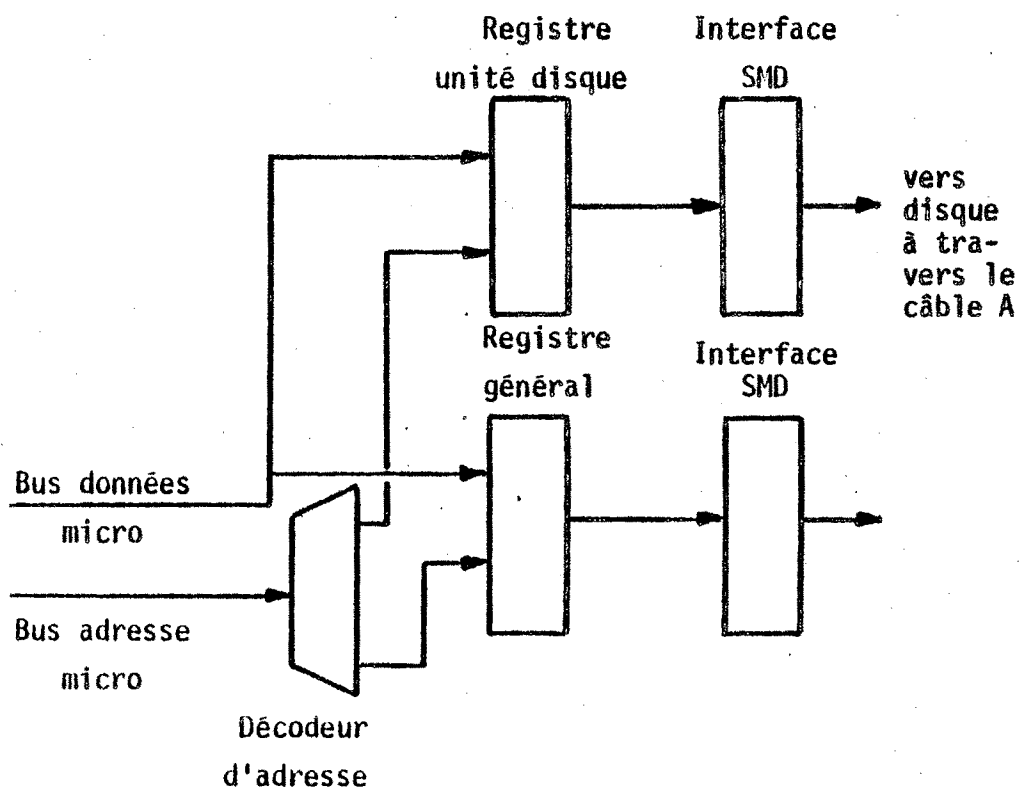 Registre
unité disque
Interface
SMD
vers
disque
à tra-
vers le
câble A
Registre
général
Interface
SMD
Bus données
micro
Bus adresse
micro
Décodeur
d'adresse